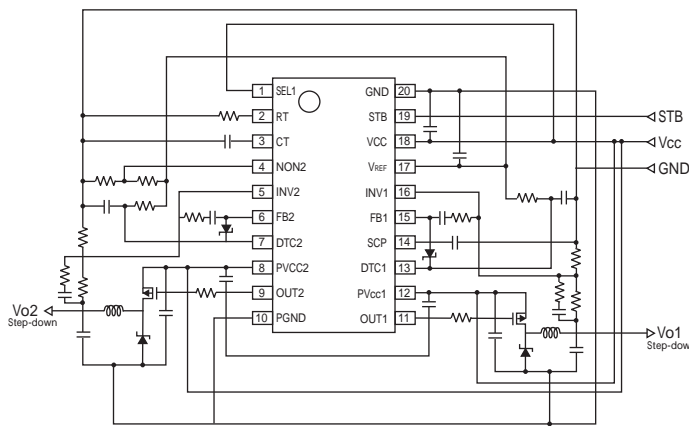 1 SEL1 GND 20
2 RT STB 19 STB
3 CT VCC 18 Vcc
4 NON2 VREF 17 GND
5 INV2 INV1 16
6 FB2 FB1 15
7 DTC2 SCP 14
8 PVCC2 DTC1 13
9 OUT2 PVcc1 12
10 PGND OUT1 11
Vo2
Step-down
Vo1
Step-down